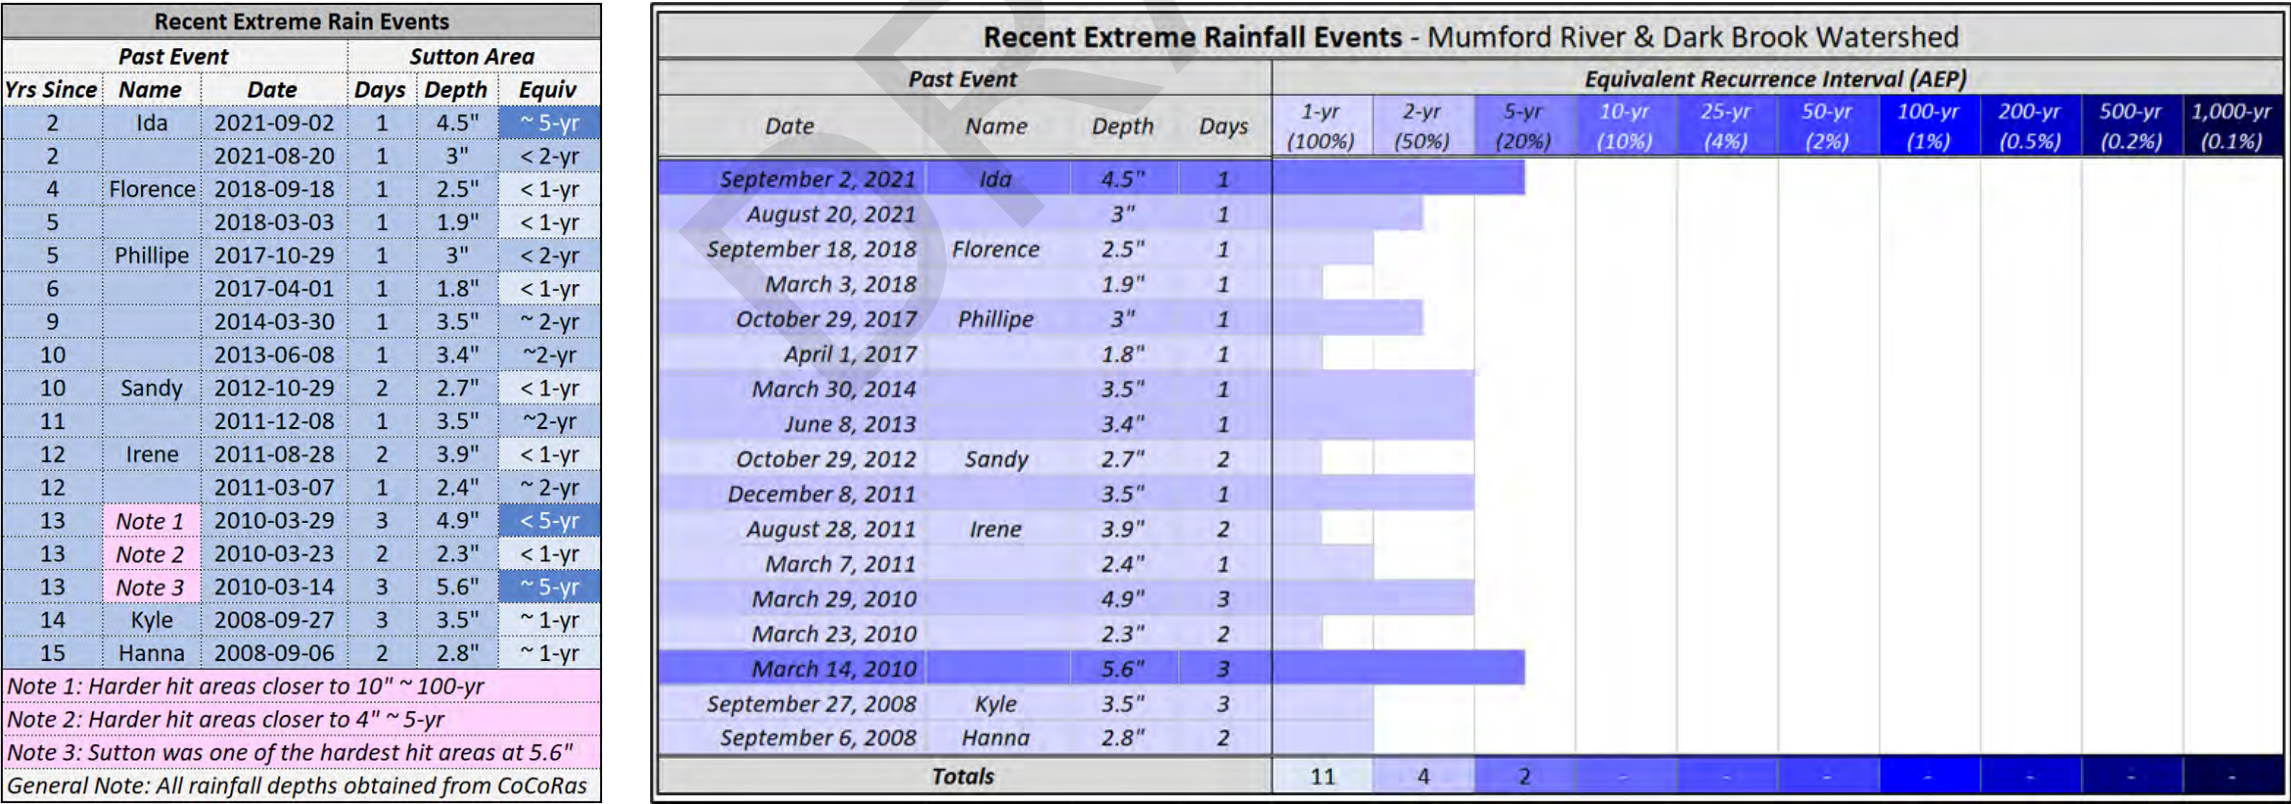 Recent Extreme Rain Events
Past Event Sutton Area
Yrs Since Name Date Days Depth Equiv
2 Ida 2021-09-02 1 4.5" ~ 5-yr
2 2021-08-20 1 3" < 2-yr
4 Florence 2018-09-18 1 2.5" < 1-yr
5 2018-03-03 1 1.9" < 1-yr
5 Phillipe 2017-10-29 1 3" < 2-yr
6 2017-04-01 1 1.8" < 1-yr
9 2014-03-30 1 3.5" ~ 2-yr
10 2013-06-08 1 3.4" ~2-yr
10 Sandy 2012-10-29 2 2.7" < 1-yr
11 2011-12-08 1 3.5" ~2-yr
12 Irene 2011-08-28 2 3.9" < 1-yr
12 2011-03-07 1 2.4" ~ 2-yr
13 Note 1 2010-03-29 3 4.9" < 5-yr
13 Note 2 2010-03-23 2 2.3" < 1-yr
13 Note 3 2010-03-14 3 5.6" ~ 5-yr
14 Kyle 2008-09-27 3 3.5" ~ 1-yr
15 Hanna 2008-09-06 2 2.8" ~ 1-yr
Note 1: Harder hit areas closer to 10" ~ 100-yr
Note 2: Harder hit areas closer to 4" ~ 5-yr
Note 3: Sutton was one of the hardest hit areas at 5.6"
General Note: All rainfall depths obtained from CoCoRas
Recent Extreme Rainfall Events - Mumford River & Dark Brook Watershed
Past Event Equivalent Recurrence Interval (AEP)
Date Name Depth Days
1-yr 2-yr 5-yr 10-yr 25-yr 50-yr 100-yr 200-yr 500-yr 1,000-yr
(100%) (50%) (20%) (10%) (4%) (2%) (1%) (0.5%) (0.2%) (0.1%)
September 2, 2021 Ida 4.5" 1
August 20, 2021 3" 1
September 18, 2018 Florence 2.5" 1
March 3, 2018 1.9" 1
October 29, 2017 Phillipe 3" 1
April 1, 2017 1.8" 1
March 30, 2014 3.5" 1
June 8, 2013 3.4" 1
October 29, 2012 Sandy 2.7" 2
December 8, 2011 3.5" 1
August 28, 2011 Irene 3.9" 2
March 7, 2011 2.4" 1
March 29, 2010 4.9" 3
March 23, 2010 2.3" 2
March 14, 2010 5.6" 3
September 27, 2008 Kyle 3.5" 3
September 6, 2008 Hanna 2.8" 2
Totals 11 4 2 - - - - - - -